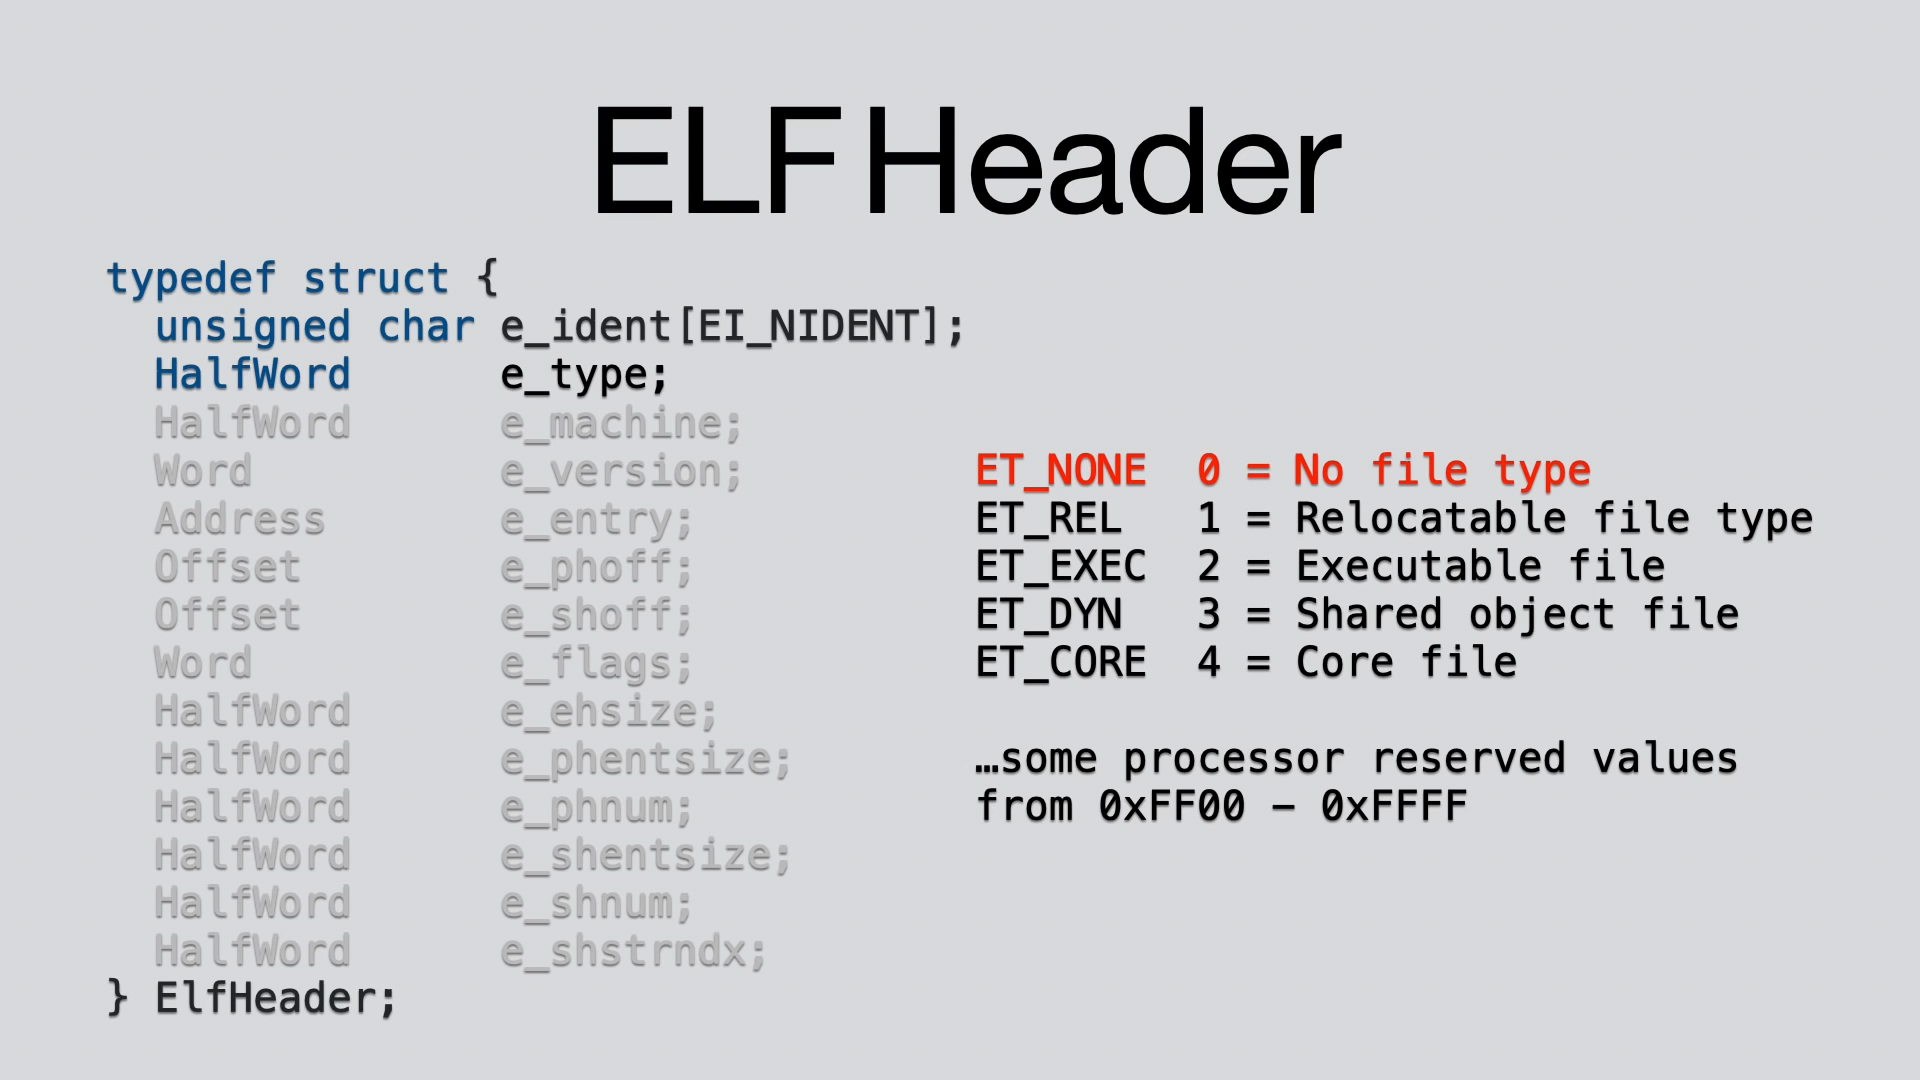 ELF Header
typedef struct {
  unsigned char e_ident[EI_NIDENT];
  HalfWord      e_type;
  HalfWord      e_machine;
  Word          e_version;
  Address       e_entry;
  Offset        e_phoff;
  Offset        e_shoff;
  Word          e_flags;
  HalfWord      e_ehsize;
  HalfWord      e_phentsize;
  HalfWord      e_phnum;
  HalfWord      e_shentsize;
  HalfWord      e_shnum;
  HalfWord      e_shstrndx;
} ElfHeader;
ET_NONE  0 = No file type
ET_REL   1 = Relocatable file type
ET_EXEC  2 = Executable file
ET_DYN   3 = Shared object file
ET_CORE  4 = Core file
…some processor reserved values
from 0xFF00 – 0xFFFF